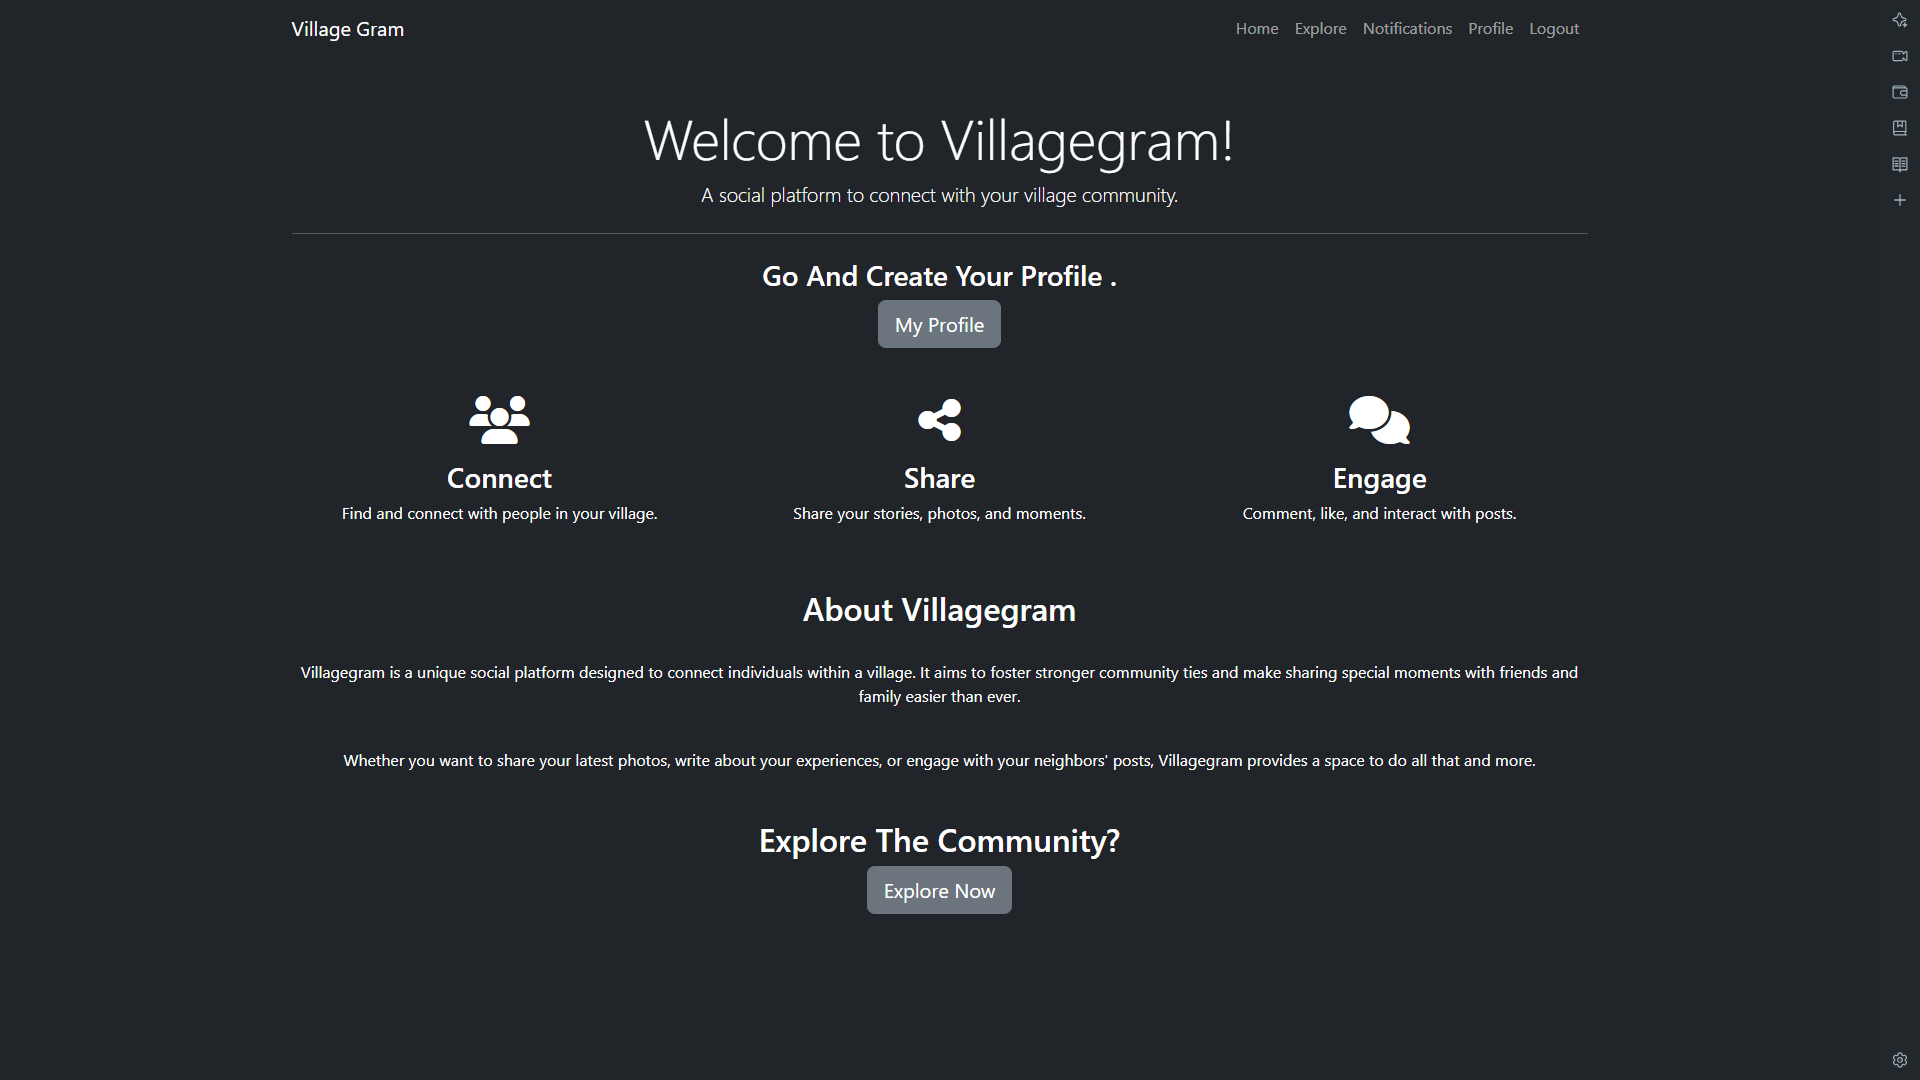 Village Gram
Home Explore Notifications Profile Logout
Welcome to Villagegram!
A social platform to connect with your village community.
Go And Create Your Profile .
My Profile
Connect
Find and connect with people in your village.
Share
Share your stories, photos, and moments.
Engage
Comment, like, and interact with posts.
About Villagegram
Villagegram is a unique social platform designed to connect individuals within a village. It aims to foster stronger community ties and make sharing special moments with friends and
family easier than ever.
Whether you want to share your latest photos, write about your experiences, or engage with your neighbors' posts, Villagegram provides a space to do all that and more.
Explore The Community?
Explore Now